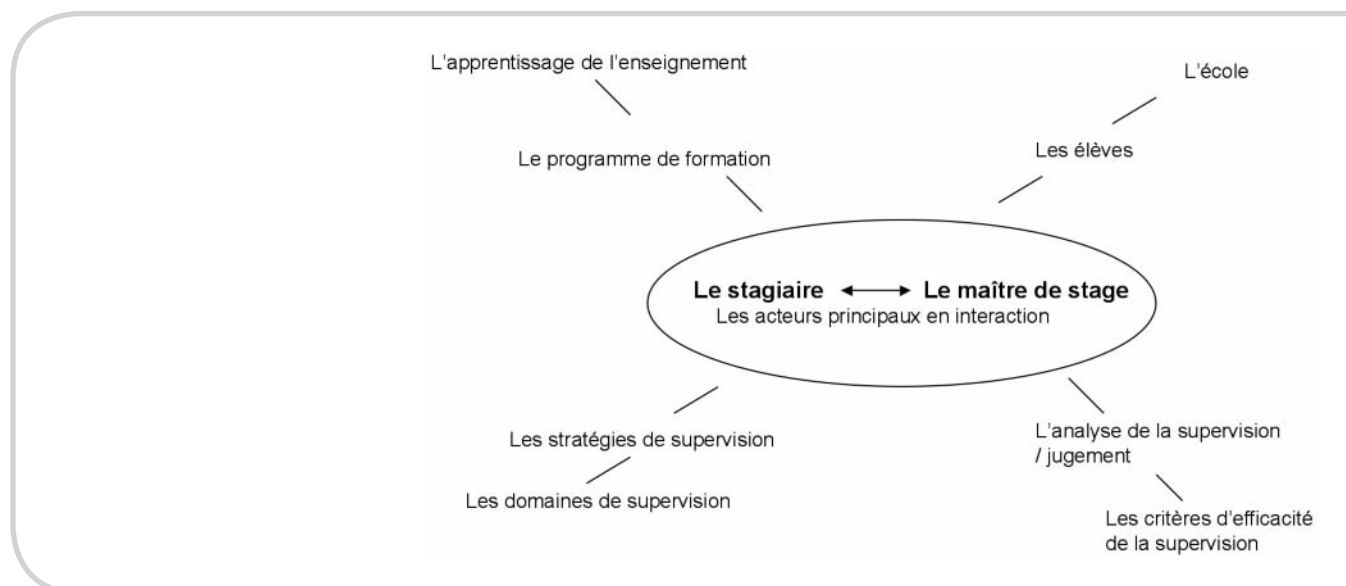 L'apprentissage de l'enseignement
L'école
Le programme de formation
Les élèves
Le stagiaire
Le maître de stage
Les acteurs principaux en interaction
Les stratégies de supervision
Les domaines de supervision
L'analyse de la supervision
/ jugement
Les critères d'efficacité
de la supervision